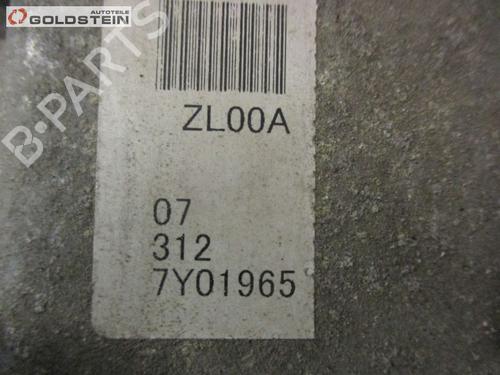 AUTOTEILE
GOLDSTEIN
B-PARTS
ZL00A
07
312
7Y01965